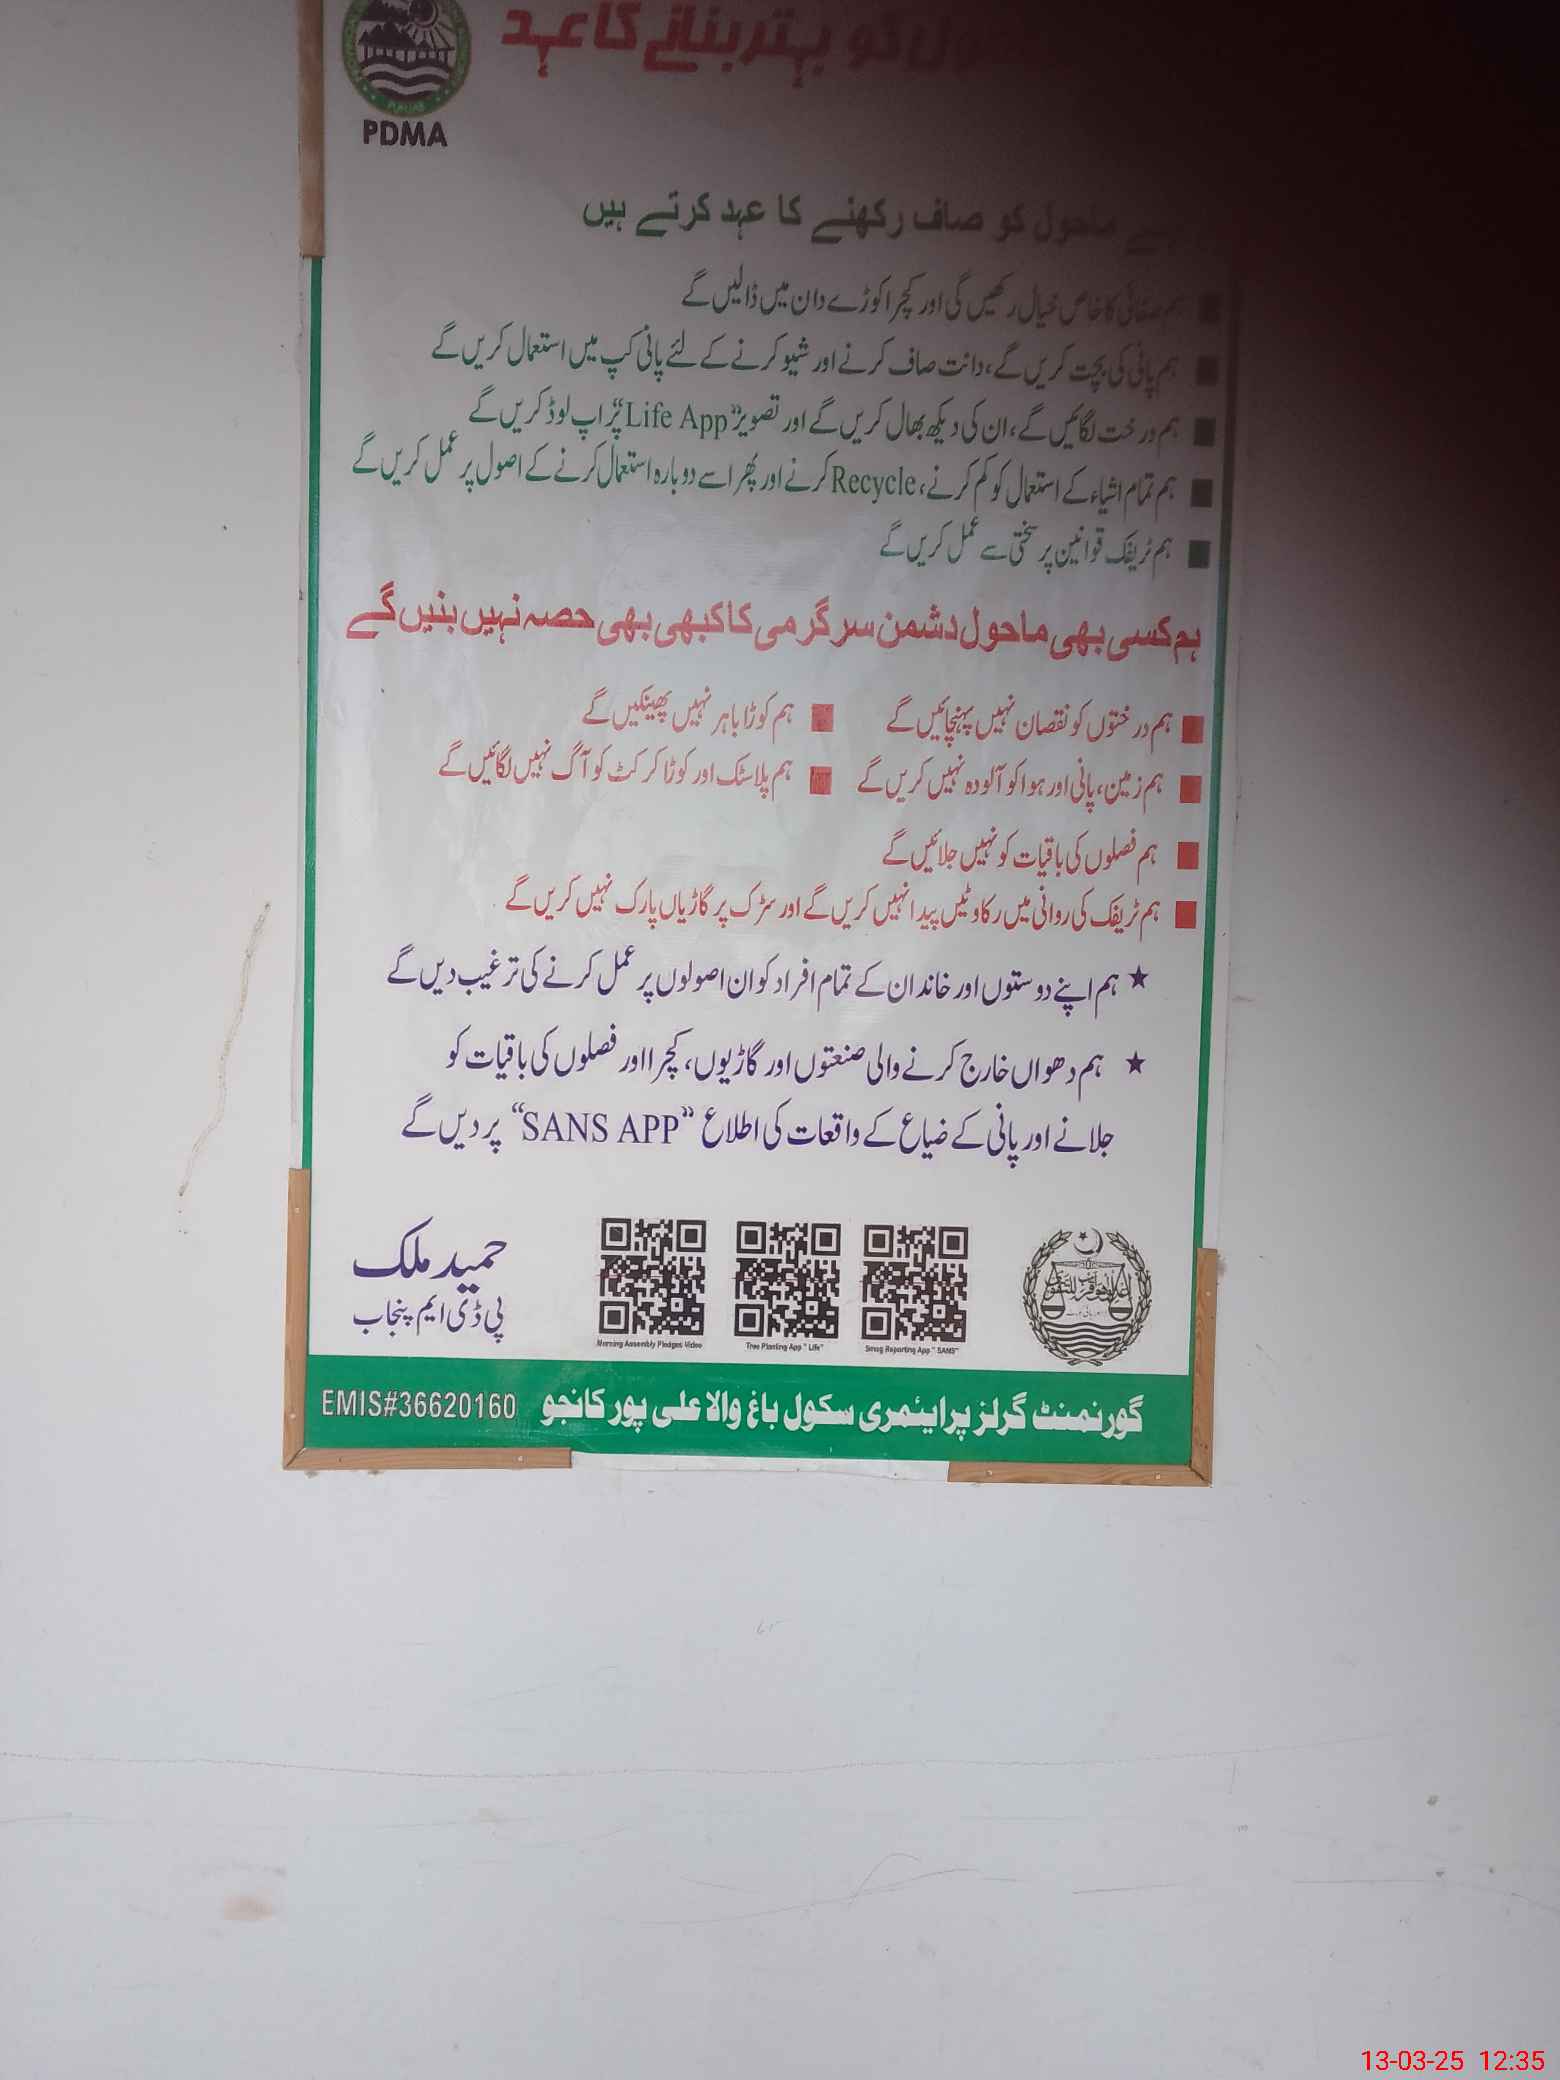 کو بہتر بنانے کا عہد
PUNJAB
PDMA
ماحول کو صاف رکھنے کا عہد کرتے ہیں
ہم صفائی کا خاص خیال رکھیں گی اور کچرا کوڑے دان میں ڈالیں گے
ہم پانی کی بچت کریں گے، دانت صاف کرنے اور شیو کرنے کے لئے پانی کپ میں استعمال کریں گے
ہم درخت لگائیں گے، ان کی دیکھ بھال کریں گے اور تصویر "Life App" پر اپ لوڈ کریں گے
ہم تمام اشیاء کے استعمال کو کم کرنے، Recycle کرنے اور پھر اسے دوبارہ استعمال کرنے کے اصول پر عمل کریں گے
ہم ٹریفک قوانین پر سختی سے عمل کریں گے
ہم کسی بھی ماحول دشمن سرگرمی کا کبھی بھی حصہ نہیں بنیں گے
ہم درختوں کو نقصان نہیں پہنچائیں گے ہم کوڑا باہر نہیں پھینکیں گے
ہم زمین، پانی اور ہوا کو آلودہ نہیں کریں گے ہم پلاسٹک اور کوڑا کرکٹ کو آگ نہیں لگائیں گے
ہم فصلوں کی باقیات کو نہیں جلائیں گے
ہم ٹریفک کی روانی میں رکاوٹیں پیدا نہیں کریں گے اور سڑک پر گاڑیاں پارک نہیں کریں گے
★ ہم اپنے دوستوں اور خاندان کے تمام افراد کو ان اصولوں پر عمل کرنے کی ترغیب دیں گے
★ ہم دھواں خارج کرنے والی صنعتوں اور گاڑیوں، کچرا اور فصلوں کی باقیات کو
جلانے اور پانی کے ضیاع کے واقعات کی اطلاع "SANS APP" پر دیں گے
حمید ملک
پی ڈی ایم پنجاب
Morning Assembly Pledges Video
Tree Planting App " Life"
Smog Reporting App " SANS"
گورنمنٹ گرلز پرایئمری سکول باغ والا علی پور کانجو EMIS#36620160
13-03-25 12:35